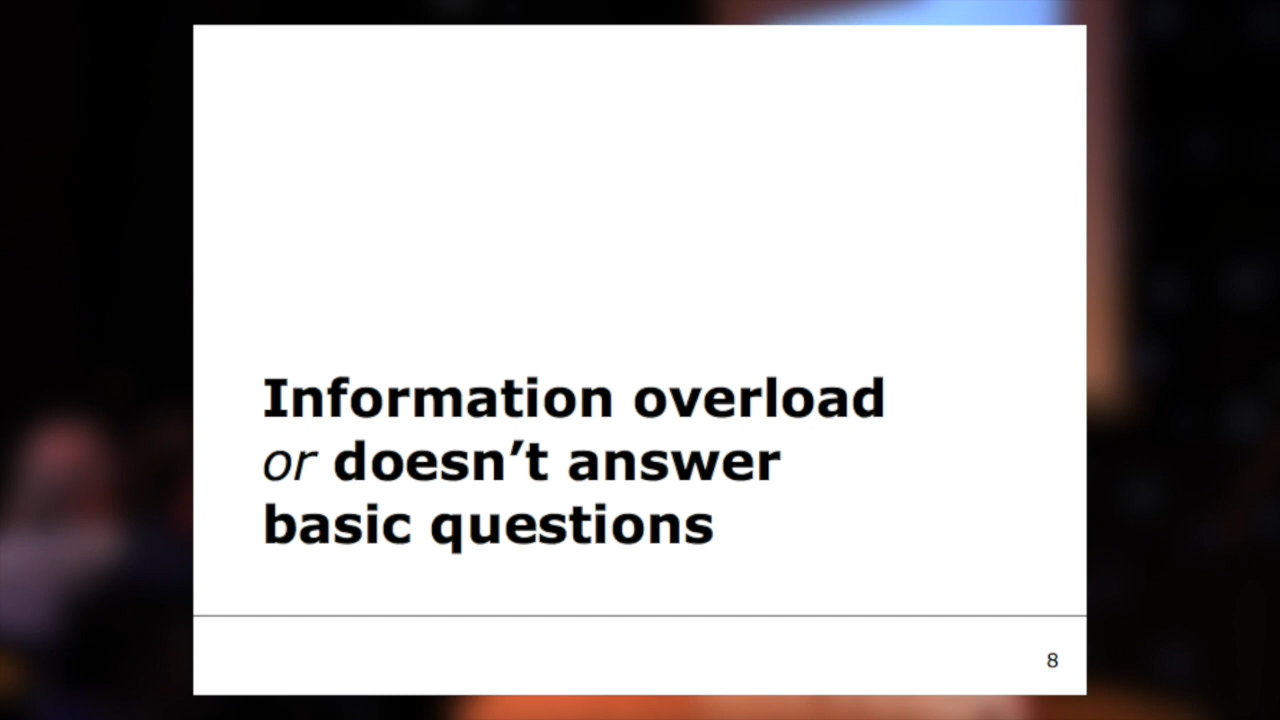 Information overload
or doesn’t answer
basic questions
8